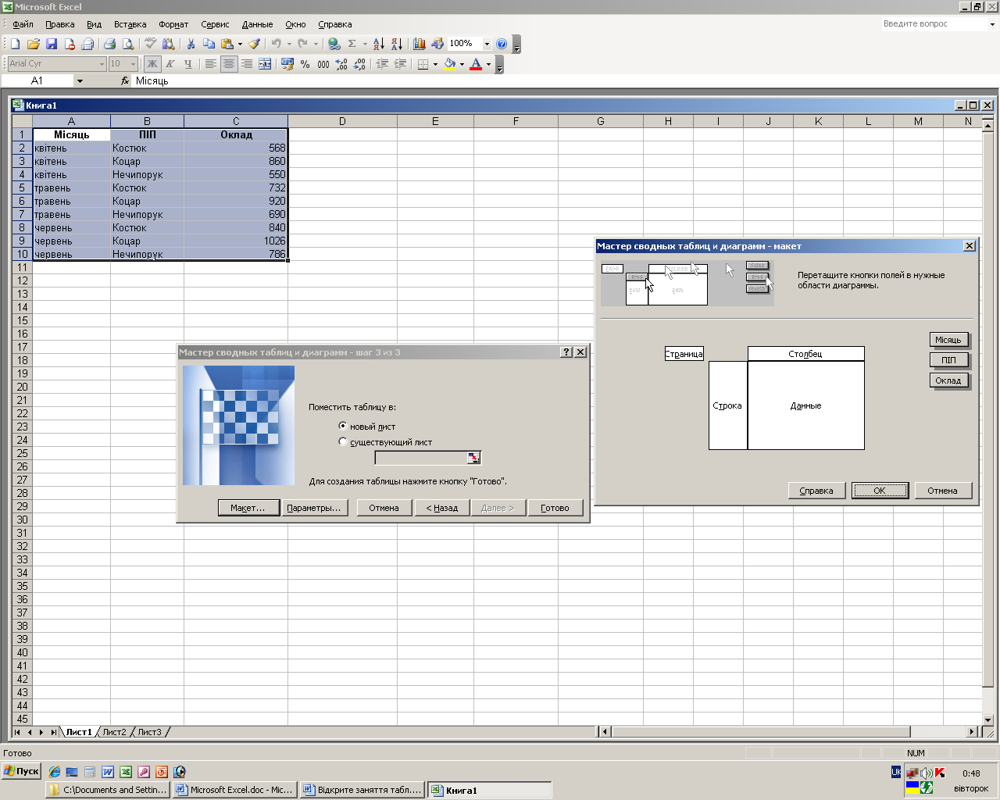 Microsoft Excel
Файл Правка Вид Вставка Формат Сервис Данные Окно Справка
Введите вопрос
100%
Arial Cyr 10 Ж К Ч % 000
A1 fx Місяць
Книга1
A B C D E F G H I J K L M N
1 Місяць ПІП Оклад
2 квітень Костюк 568
3 квітень Коцар 860
4 квітень Нечипорук 550
5 травень Костюк 732
6 травень Коцар 920
7 травень Нечипорук 690
8 червень Костюк 840
9 червень Коцар 1026
10 червень Нечипорук 786
11
12
13
14
15
16
17
18
19
20
21
22
23
24
25
26
27
28
29
30
31
32
33
34
35
36
37
38
39
40
41
42
43
44
45
Мастер сводных таблиц и диаграмм - макет
Перетащите кнопки полей в нужные
области диаграммы.
Місяць
ПІП
Оклад
Страница Столбец
Строка Данные
Справка ОК Отмена
Мастер сводных таблиц и диаграмм - шаг 3 из 3
Поместить таблицу в:
новый лист
существующий лист
Для создания таблицы нажмите кнопку "Готово".
Макет... Параметры... Отмена < Назад Далее > Готово
Лист1 Лист2 Лист3
Готово NUM
Пуск UK 0:48
C:\Documents and Settin... Microsoft Excel.doc - Mic... Відкрите заняття табл.... Книга1 вівторок